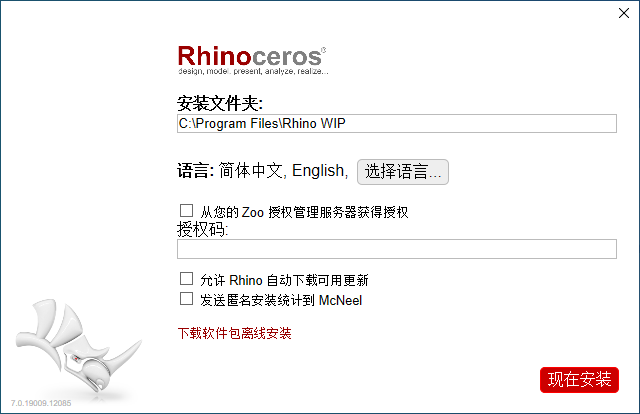 Rhinoceros®
design, model, present, analyze, realize...
安装文件夹:
C:\Program Files\Rhino WIP
语言: 简体中文, English, 选择语言...
从您的 Zoo 授权管理服务器获得授权
授权码:
允许 Rhino 自动下载可用更新
发送匿名安装统计到 McNeel
下载软件包离线安装
现在安装
7.0.19009.12085